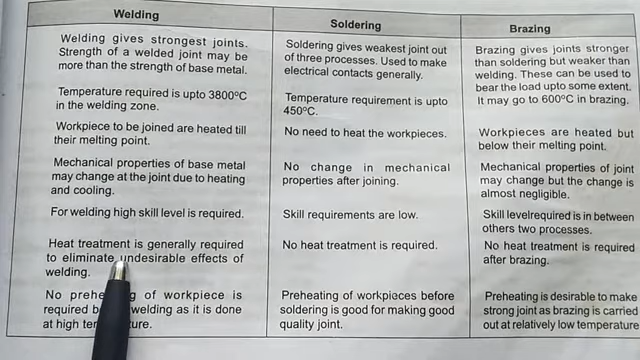 Welding
Soldering
Brazing
Welding gives strongest joints.
Strength of a welded joint may be
more than the strength of base metal.
Soldering gives weakest joint out
of three processes. Used to make
electrical contacts generally.
Brazing gives joints stronger
than soldering but weaker than
welding. These can be used to
bear the load upto some extent.
Temperature required is upto 3800°C
in the welding zone.
Temperature requirement is upto
450°C.
It may go to 600°C in brazing.
Workpiece to be joined are heated till
their melting point.
No need to heat the workpieces.
Workpieces are heated but
below their melting point.
Mechanical properties of base metal
may change at the joint due to heating
and cooling.
No change in mechanical
properties after joining.
Mechanical properties of joint
may change but the change is
almost negligible.
For welding high skill level is required.
Skill requirements are low.
Skill levelrequired is in between
others two processes.
Heat treatment is generally required
to eliminate undesirable effects of
welding.
No heat treatment is required.
No heat treatment is required
after brazing.
No of workpiece is
required welding as it is done
at high
Preheating of workpieces before
soldering is good for making good
quality joint.
Preheating is desirable to make
strong joint as brazing is carried
out at relatively low temperature